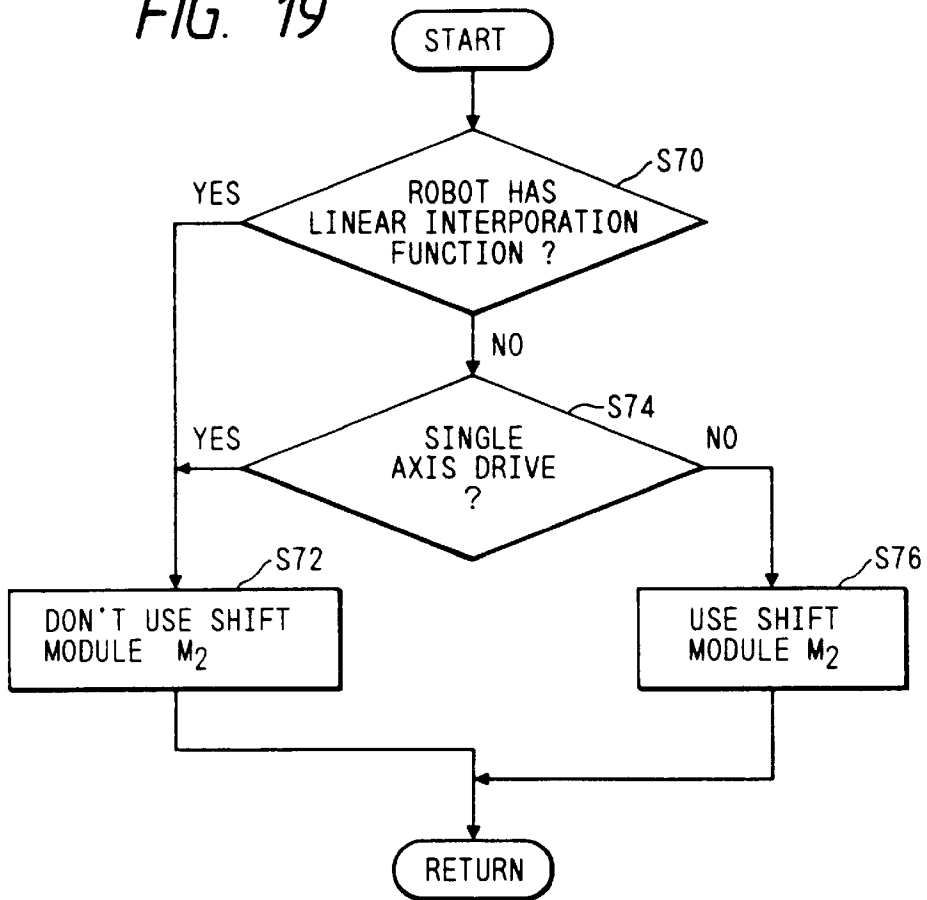 FIG. 19
START
S70
YES
ROBOT HAS
LINEAR INTERPORATION
FUNCTION ?
NO
S74
YES
SINGLE
AXIS DRIVE
?
NO
S72
DON'T USE SHIFT
MODULE M2
S76
USE SHIFT
MODULE M2
RETURN